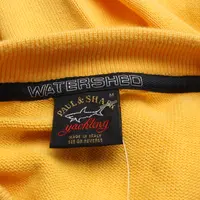 WATERSHED
M
PAUL & SHARK
yachting
MADE IN ITALY